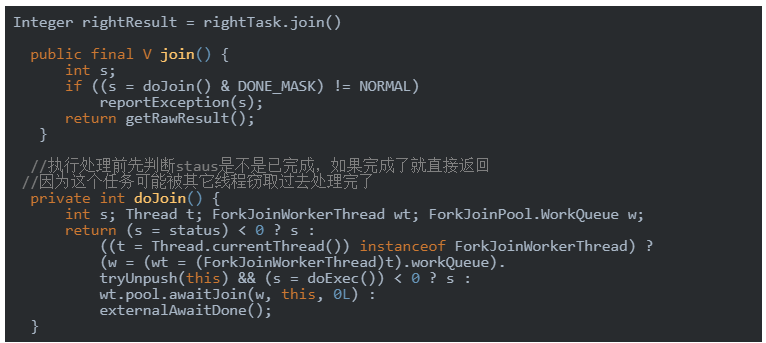 Integer rightResult = rightTask.join()
public final V join() {
int s;
if ((s = doJoin() & DONE_MASK) != NORMAL)
reportException(s);
return getRawResult();
}
//执行处理前先判断staus是不是已完成，如果完成了就直接返回
//因为这个任务可能被其它线程窃取过去处理完了
private int doJoin() {
int s; Thread t; ForkJoinWorkerThread wt; ForkJoinPool.WorkQueue w;
return (s = status) < 0 ? s :
((t = Thread.currentThread()) instanceof ForkJoinWorkerThread) ?
(w = (wt = (ForkJoinWorkerThread)t).workQueue).
tryUnpush(this) && (s = doExec()) < 0 ? s :
wt.pool.awaitJoin(w, this, 0L) :
externalAwaitDone();
}